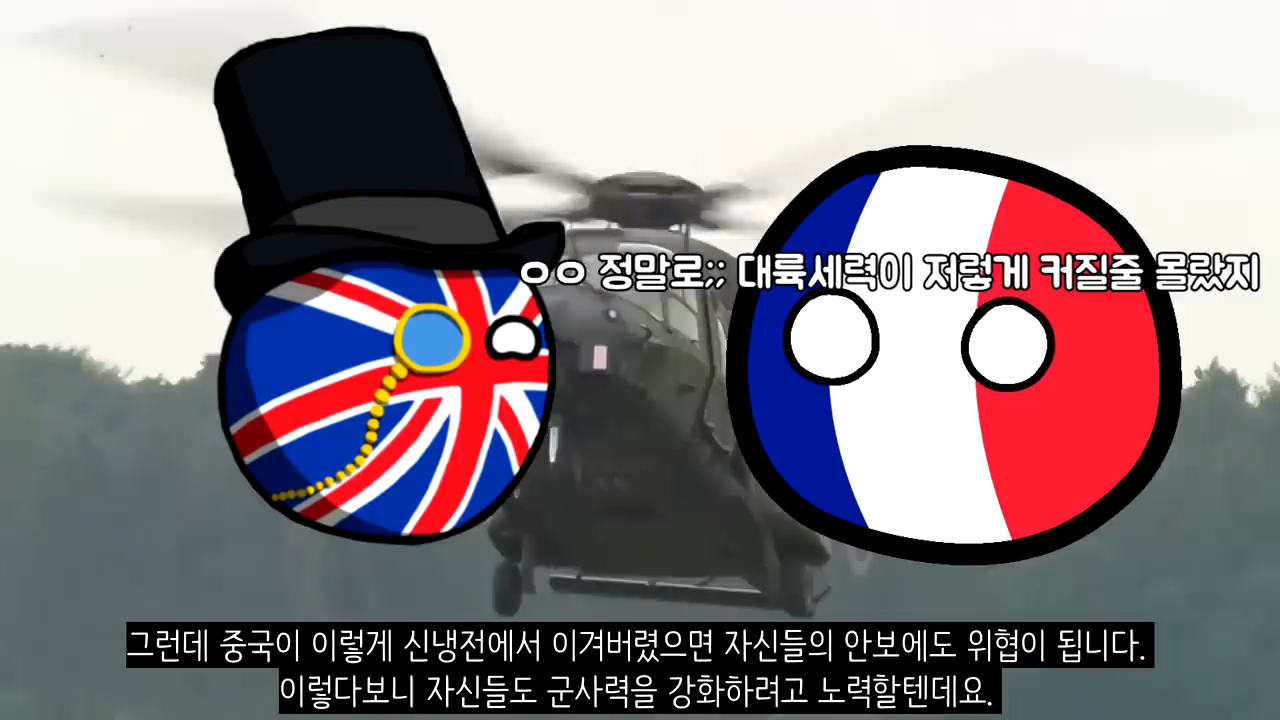 ㅇㅇ 정말로;; 대륙세력이 저렇게 커질줄 몰랐지
그런데 중국이 이렇게 신냉전에서 이겨버렸으면 자신들의 안보에도 위협이 됩니다.
이렇다보니 자신들도 군사력을 강화하려고 노력할텐데요.